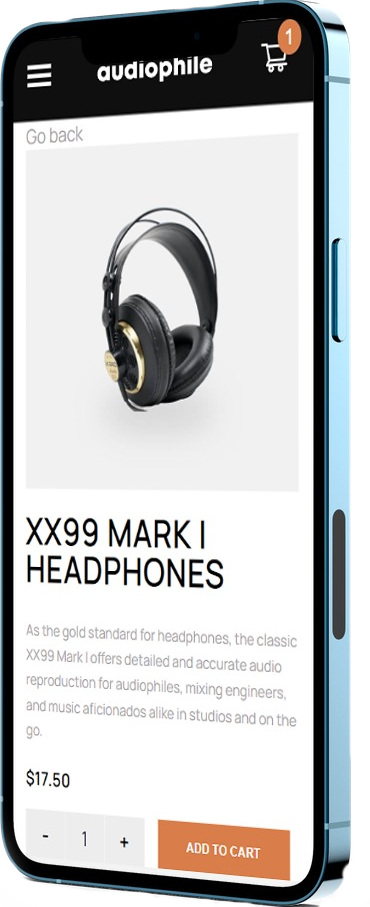 audiophile
1
Go back
XX99 MARK I
HEADPHONES
As the gold standard for headphones, the classic
XX99 Mark I offers detailed and accurate audio
reproduction for audiophiles, mixing engineers,
and music aficionados alike in studios and on the
go.
$17.50
- 1 +
ADD TO CART